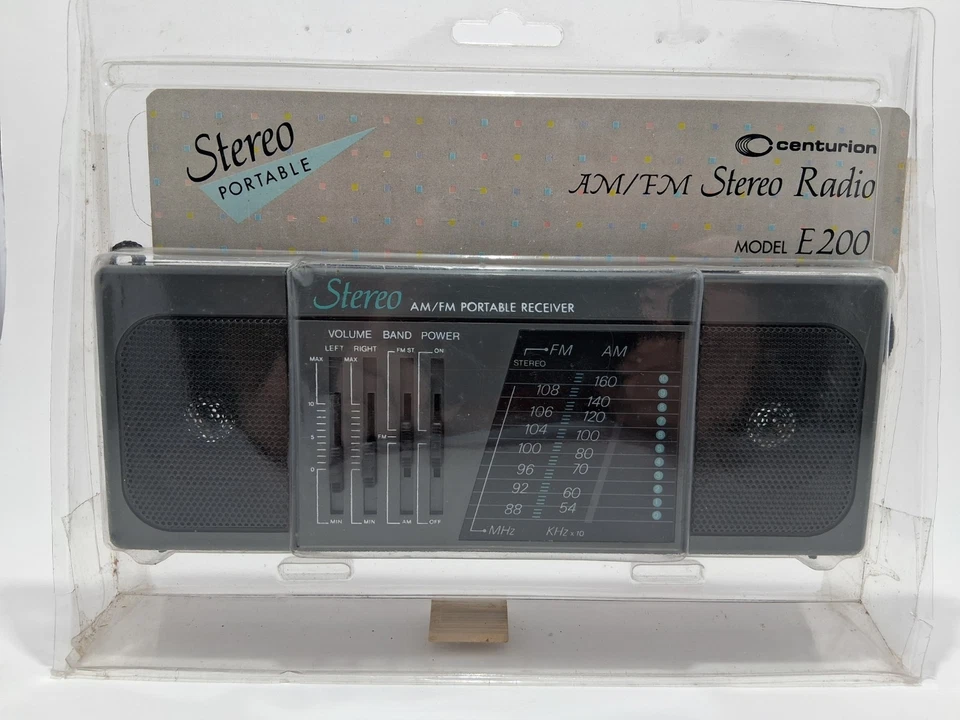 Stereo
PORTABLE
centurion
AM/FM Stereo Radio
MODEL E200
Stereo AM/FM PORTABLE RECEIVER
VOLUME BAND POWER
LEFT RIGHT FM ST ON
MAX MAX
10
5 FM
0
MIN MIN AM OFF
FM AM
STEREO
160
108
140
106 120
104 100
100 80
96 70
92 60
88 54
MHz KHz x 10